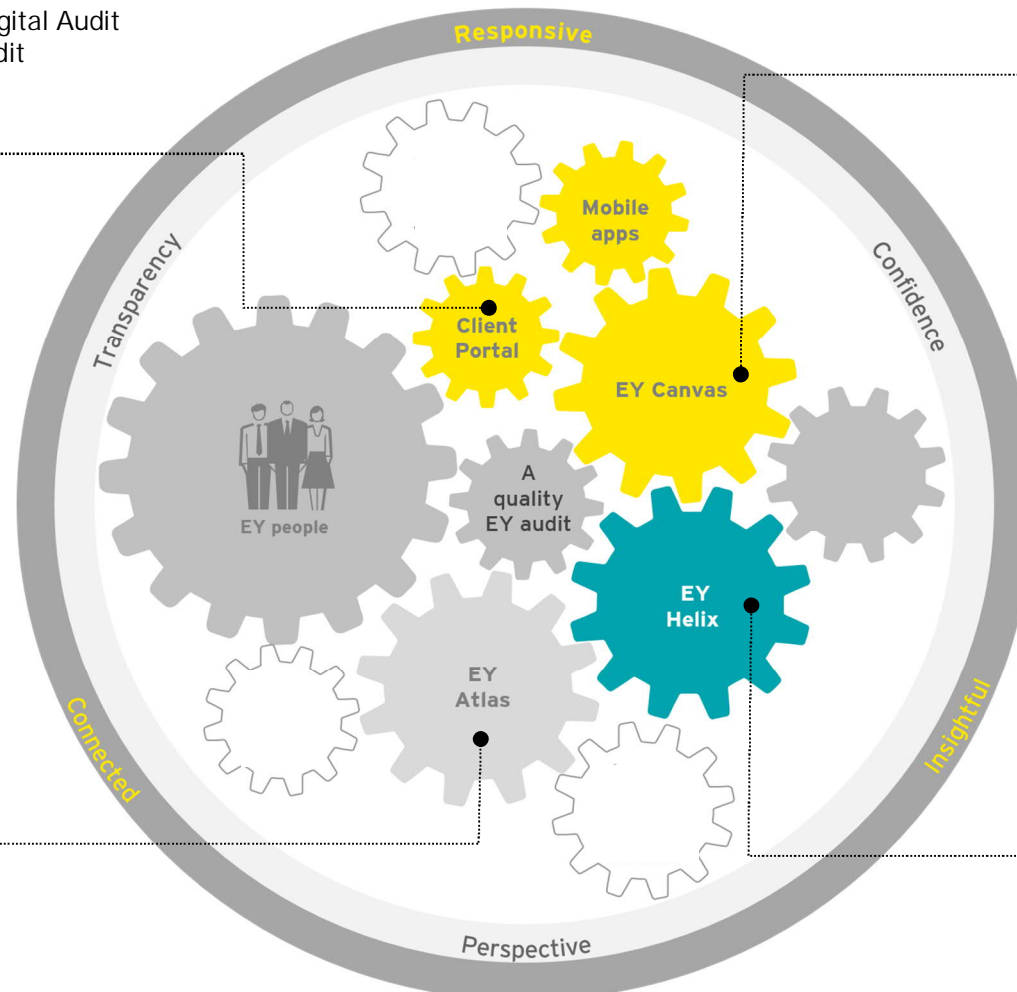 gital Audit
dit
Responsive
Mobile
apps
Transparency
Confidence
Client
Portal
EY Canvas
A
quality
EY audit
EY people
EY
Helix
EY
Atlas
Connected
Insightful
Perspective